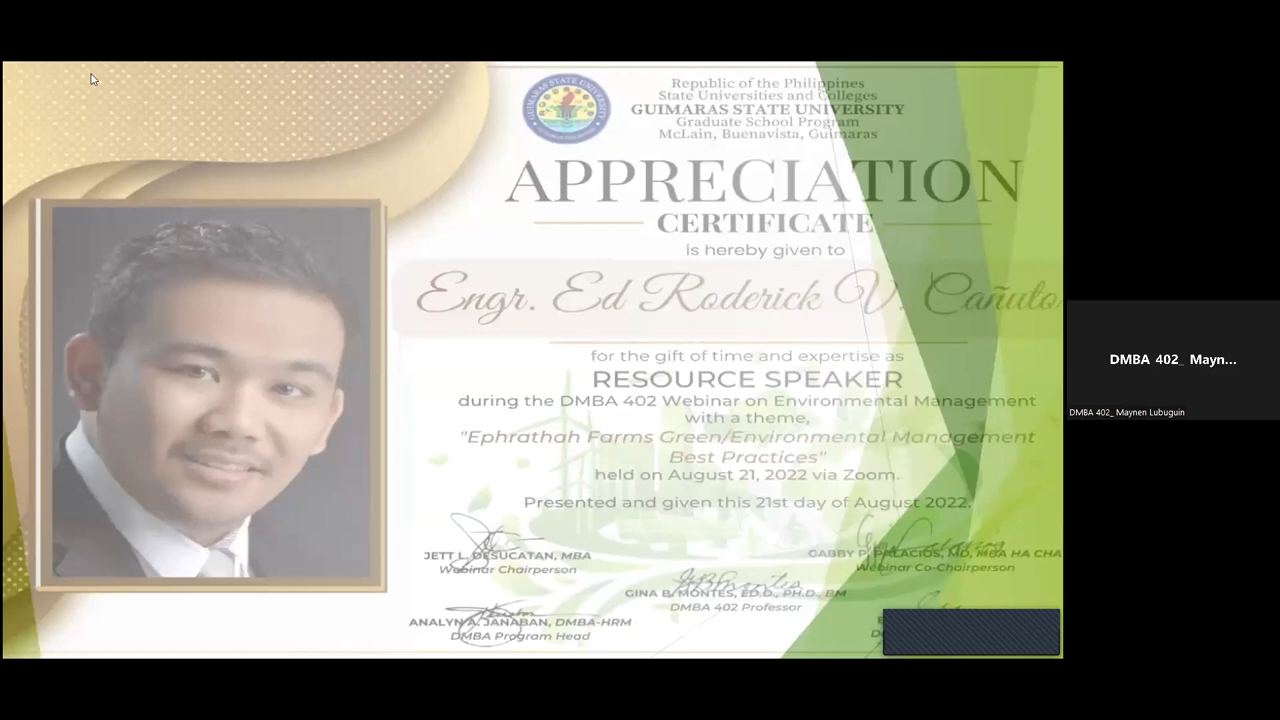 Republic of the Philippines
State Universities and Colleges
GUIMARAS STATE UNIVERSITY
Graduate School Program
McLain, Buenavista, Guimaras
APPRECIATION
CERTIFICATE
is hereby given to
Engr. Ed Roderick V. Cañuto
for the gift of time and expertise as
RESOURCE SPEAKER
during the DMBA 402 Webinar on Environmental Management
with a theme,
"Ephrathah Farms Green/Environmental Management
Best Practices"
held on August 21, 2022 via Zoom.
Presented and given this 21st day of August 2022.
JETT L. DESUCATAN, MBA
Webinar Chairperson
GABBY P. PALACIOS, MD, MBA HA CHA
Webinar Co-Chairperson
GINA B. MONTES, ED.D., PH.D., BM
DMBA 402 Professor
ANALYN A. JANABAN, DMBA-HRM
DMBA Program Head
DMBA 402_ Mayn...
DMBA 402_ Maynen Lubuguin